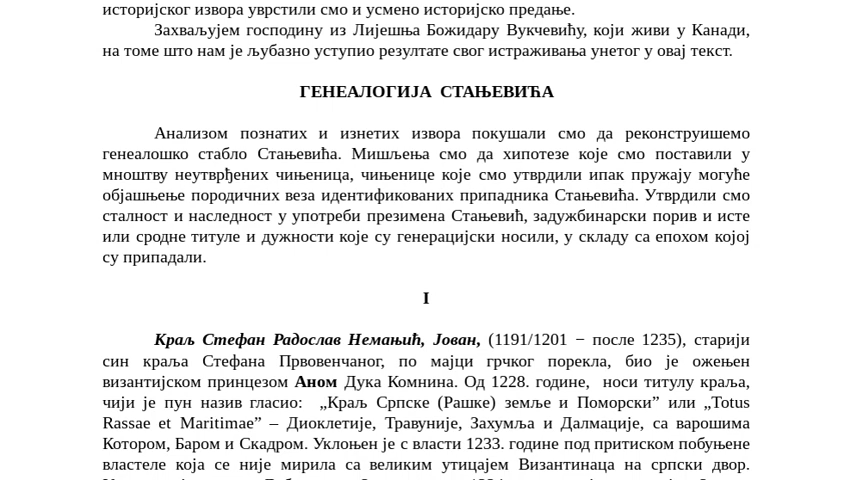 историјског извора уврстили смо и усмено историјско предање.
Захваљујем господину из Лијешња Божидару Вукчевићу, који живи у Канади,
на томе што нам је љубазно уступио резултате свог истраживања унетог у овај текст.
ГЕНЕАЛОГИЈА СТАЊЕВИЋА
Анализом познатих и изнетих извора покушали смо да реконструишемо
генеалошко стабло Стањевића. Мишљења смо да хипотезе које смо поставили у
мноштву неутврђених чињеница, чињенице које смо утврдили ипак пружају могуће
објашњење породичних веза идентификованих припадника Стањевића. Утврдили смо
сталност и наследност у употреби презимена Стањевић, задужбинарски порив и исте
или сродне титуле и дужности које су генерацијски носили, у складу са епохом којој
су припадали.
I
Краљ Стефан Радослав Немањић, Јован, (1191/1201 − после 1235), старији
син краља Стефана Првовенчаног, по мајци грчког порекла, био је ожењен
византијском принцезом Аном Дука Комнина. Од 1228. године, носи титулу краља,
чији је пун назив гласио: „Краљ Српске (Рашке) земље и Поморски” или „Totus
Rassae et Maritimae” – Диоклетије, Травуније, Захумља и Далмације, са варошима
Котором, Баром и Скадром. Уклоњен је с власти 1233. године под притиском побуњене
властеле која се није мирила са великим утицајем Византинаца на српски двор.